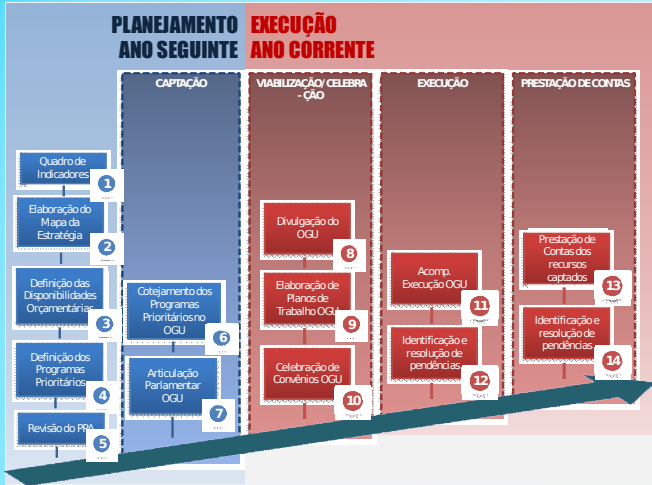 PLANEJAMENTO
ANO SEGUINTE
EXECUÇÃO
ANO CORRENTE
CAPTAÇÃO
VIABILIZAÇÃO/CELEBRA
- ÇÃO
EXECUÇÃO
PRESTAÇÃO DE CONTAS
Quadro de
Indicadores
1
Elaboração do
Mapa da
Estratégia
2
Definição das
Disponibilidades
Orçamentárias
3
Definição dos
Programas
Prioritários
4
Revisão do PPA
5
Cotejamento dos
Programas
Prioritários no
OGU
6
Articulação
Parlamentar
OGU
7
Divulgação do
OGU
8
Elaboração de
Planos de
Trabalho OGU
9
Celebração de
Convênios OGU
10
Acomp.
Execução OGU
11
Identificação e
resolução de
pendências
12
Prestação de
Contas dos
recursos
captados
13
Identificação e
resolução de
pendências
14